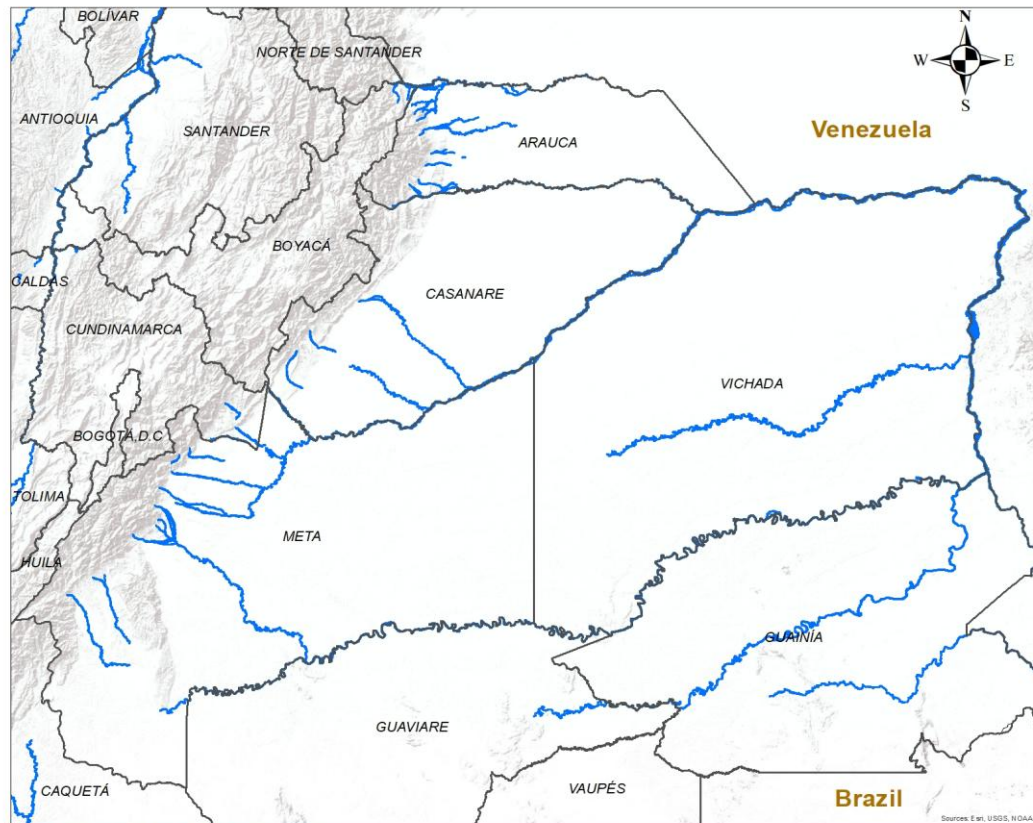 BOLÍVAR
N
NORTE DE SANTANDER
W
E
S
ANTIOQUIA
SANTANDER
ARAUCA
Venezuela
BOYACÁ
CALDAS
CASANARE
CUNDINAMARCA
VICHADA
BOGOTÁ, D.C
TOLIMA
META
HUILA
GUAINÍA
GUAVIARE
CAQUETÁ
VAUPÉS
Brazil
Sources: Esri, USGS, NOAA